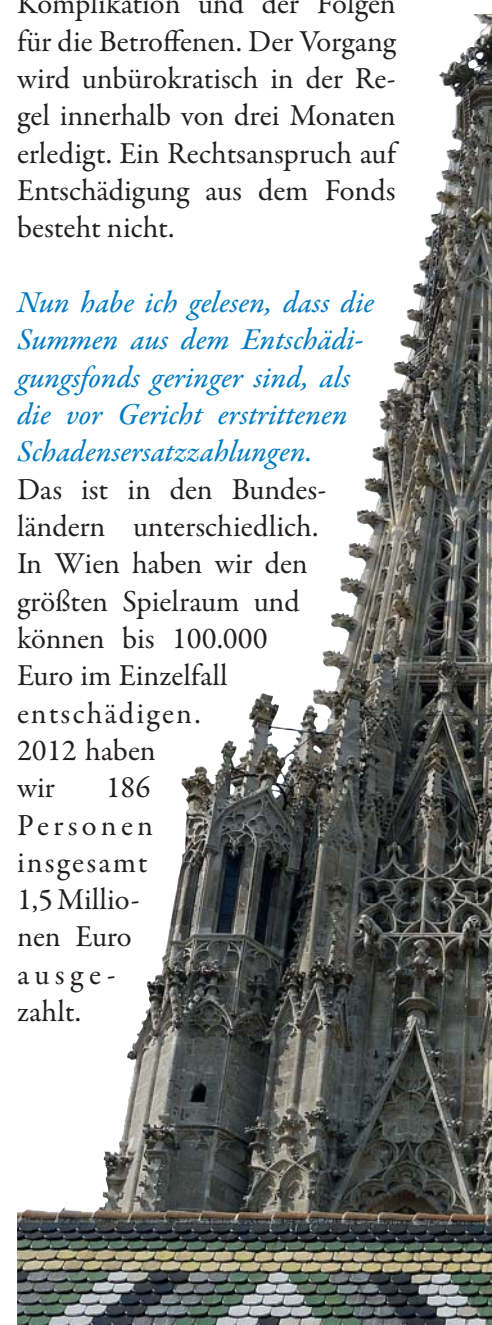 Komplikation und der Folgen
für die Betroffenen. Der Vorgang
wird unbürokratisch in der Re-
gel innerhalb von drei Monaten
erledigt. Ein Rechtsanspruch auf
Entschädigung aus dem Fonds
besteht nicht.
Nun habe ich gelesen, dass die
Summen aus dem Entschädi-
gungsfonds geringer sind, als
die vor Gericht erstrittenen
Schadensersatzzahlungen.
Das ist in den Bundes-
ländern unterschiedlich.
In Wien haben wir den
größten Spielraum und
können bis 100.000
Euro im Einzelfall
entschädigen.
2012 haben
wir 186
Personen
insgesamt
1,5 Millio-
nen Euro
ausge-
zahlt.